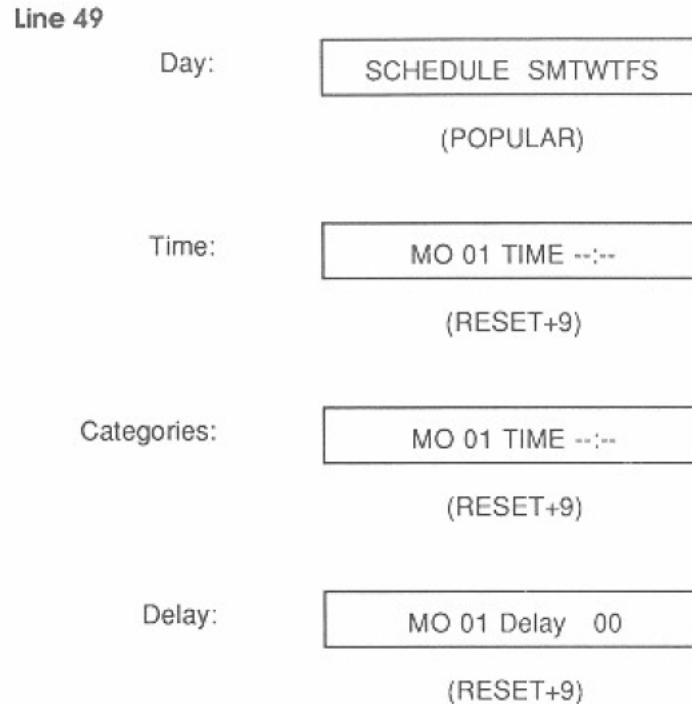 Line 49
Day: SCHEDULE SMTWTFS
(POPULAR)
Time: MO 01 TIME --:--
(RESET+9)
Categories: MO 01 TIME --:--
(RESET+9)
Delay: MO 01 Delay 00
(RESET+9)